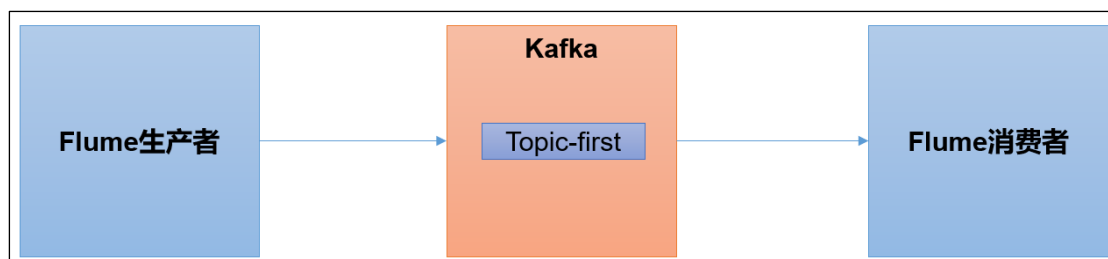 Kafka
Flume生产者
Topic-first
Flume消费者